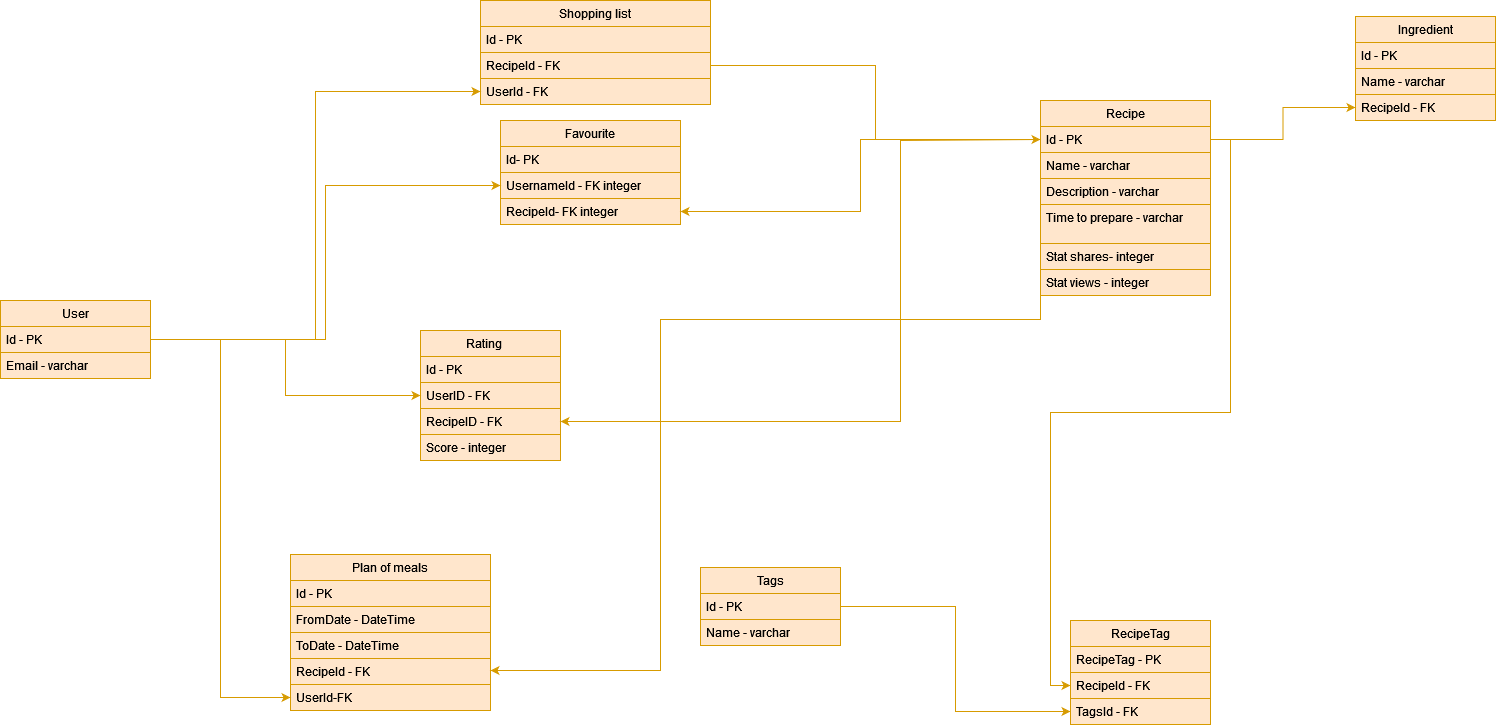 Shopping list
Id - PK
RecipeId - FK
UserId - FK
Ingredient
Id - PK
Name - varchar
RecipeId - FK
Favourite
Id- PK
UsernameId - FK integer
RecipeId- FK integer
Recipe
Id - PK
Name - varchar
Description - varchar
Time to prepare - varchar
Stat shares- integer
Stat views - integer
User
Id - PK
Email - varchar
Rating
Id - PK
UserID - FK
RecipeID - FK
Score - integer
Plan of meals
Id - PK
FromDate - DateTime
ToDate - DateTime
RecipeId - FK
UserId-FK
Tags
Id - PK
Name - varchar
RecipeTag
RecipeTag - PK
RecipeId - FK
TagsId - FK